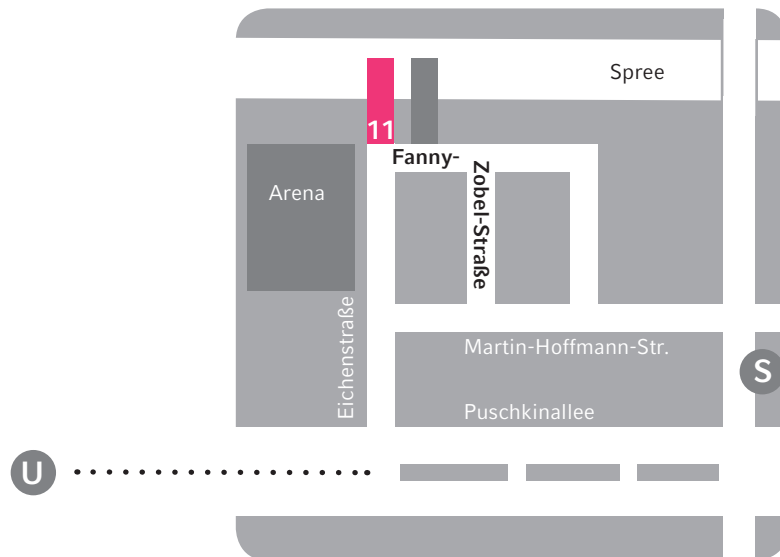 Spree
11
Fanny-
Zobel-Straße
Arena
Eichenstraße
Martin-Hoffmann-Str.
S
Puschkinallee
U